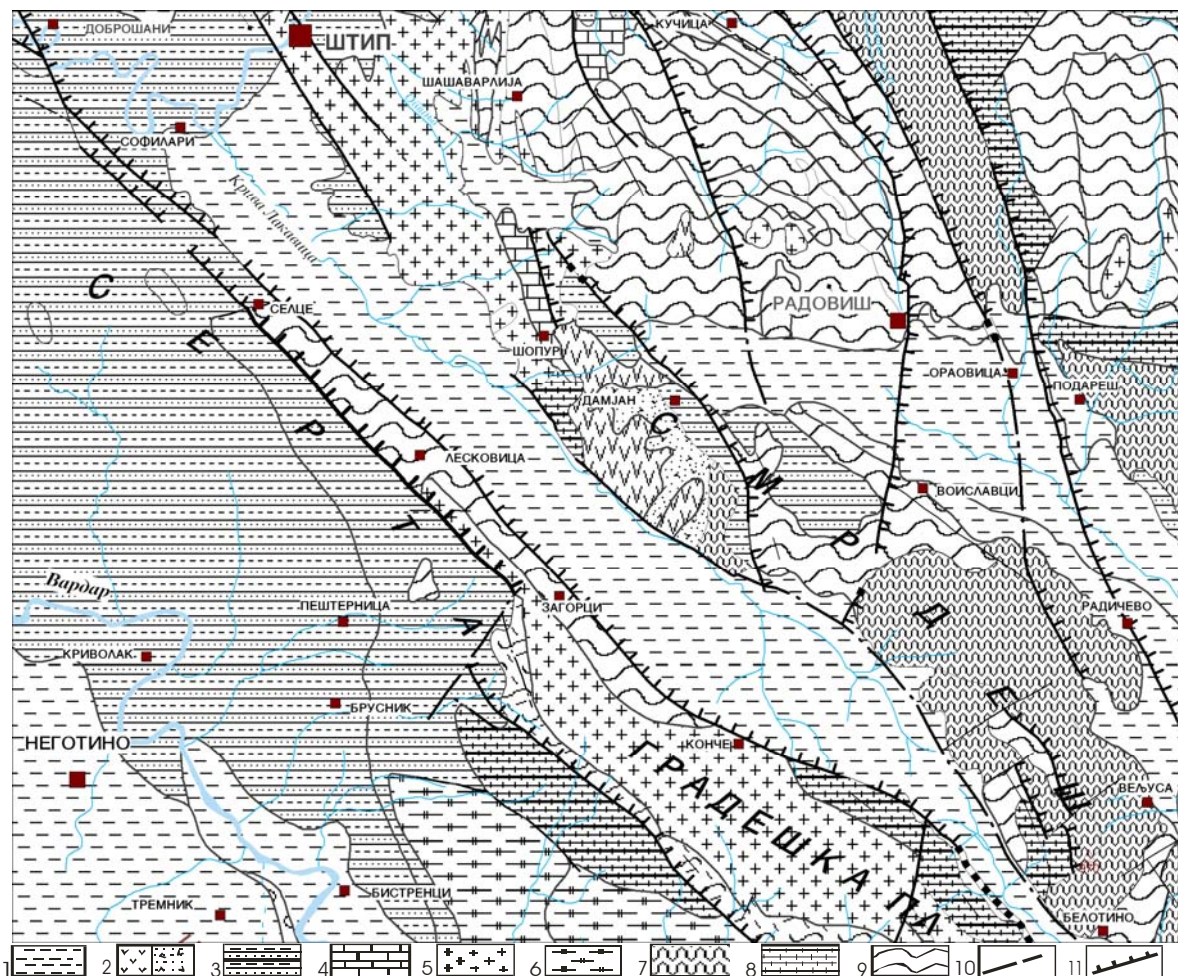 ДОБРОШАНИ
ШТИП
КУЧИЦА
ШАШАВАРЛИЈА
СОФИЛАРИ
Крива Лакавица
СЕЛЦЕ
РАДОВИШ
ШОПУР
ОРАОВИЦА
ПОДАРЕШ
ДАМЈАН
ЛЕСКОВИЦА
ВОИСЛАВЦИ
С Е Р Т А
С М Р Д Е Ш
Вардар
ПЕШТЕРНИЦА
ЗАГОРЦИ
РАДИЧЕВО
КРИВОЛАК
БРУСНИК
НЕГОТИНО
КОНЧЕ
ГРАДЕШКА ПА
ВЕЉУСА
БИСТРЕНЦИ
ТРЕМНИК
БЕЛОТИНО
1 2 3 4 5 6 7 8 9 10 11